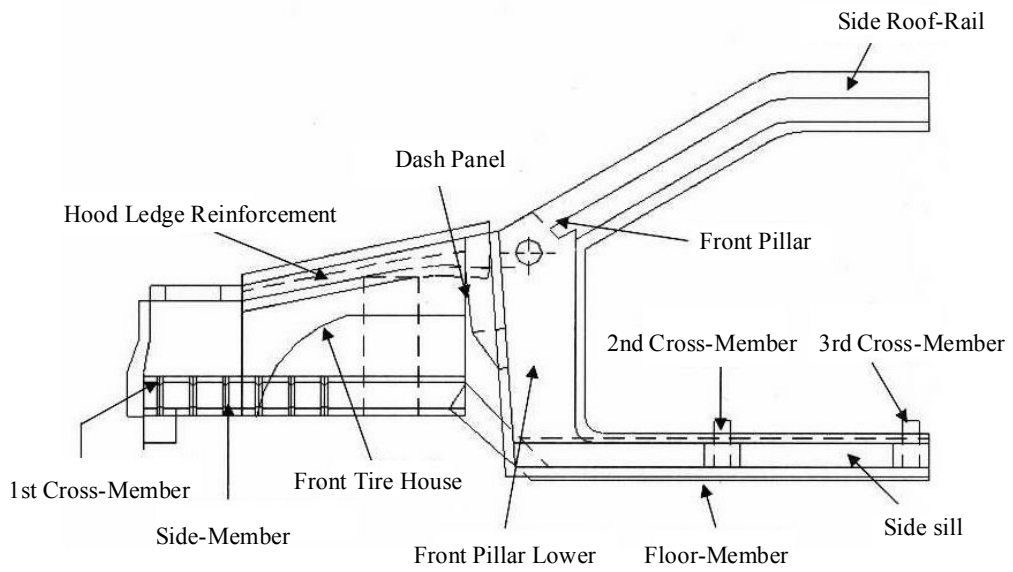 Side Roof-Rail
Dash Panel
Hood Ledge Reinforcement
Front Pillar
2nd Cross-Member
3rd Cross-Member
1st Cross-Member
Front Tire House
Side-Member
Front Pillar Lower
Floor-Member
Side sill